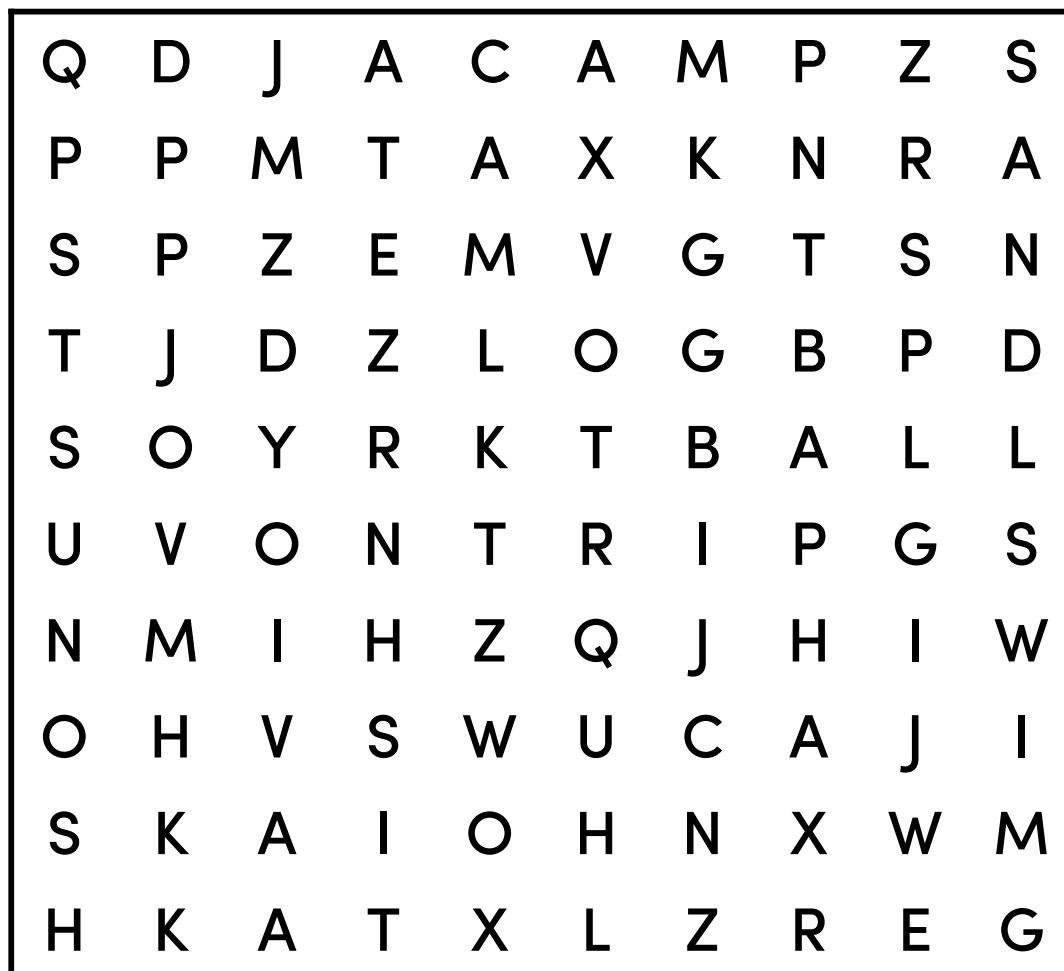 Q D J A C A M P Z S
P P M T A X K N R A
S P Z E M V G T S N
T J D Z L O G B P D
S O Y R K T B A L L
U V O N T R I P G S
N M I H Z Q J H I W
O H V S W U C A J I
S K A I O H N X W M
H K A T X L Z R E G